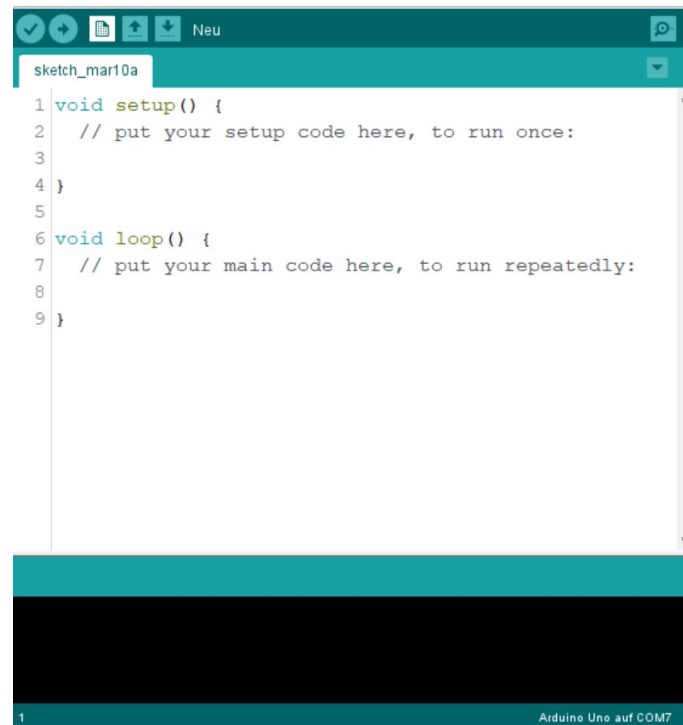 Neu
sketch_mar10a
1 void setup() {
2 // put your setup code here, to run once:
3
4 }
5
6 void loop() {
7 // put your main code here, to run repeatedly:
8
9 }
1 Arduino Uno auf COM7